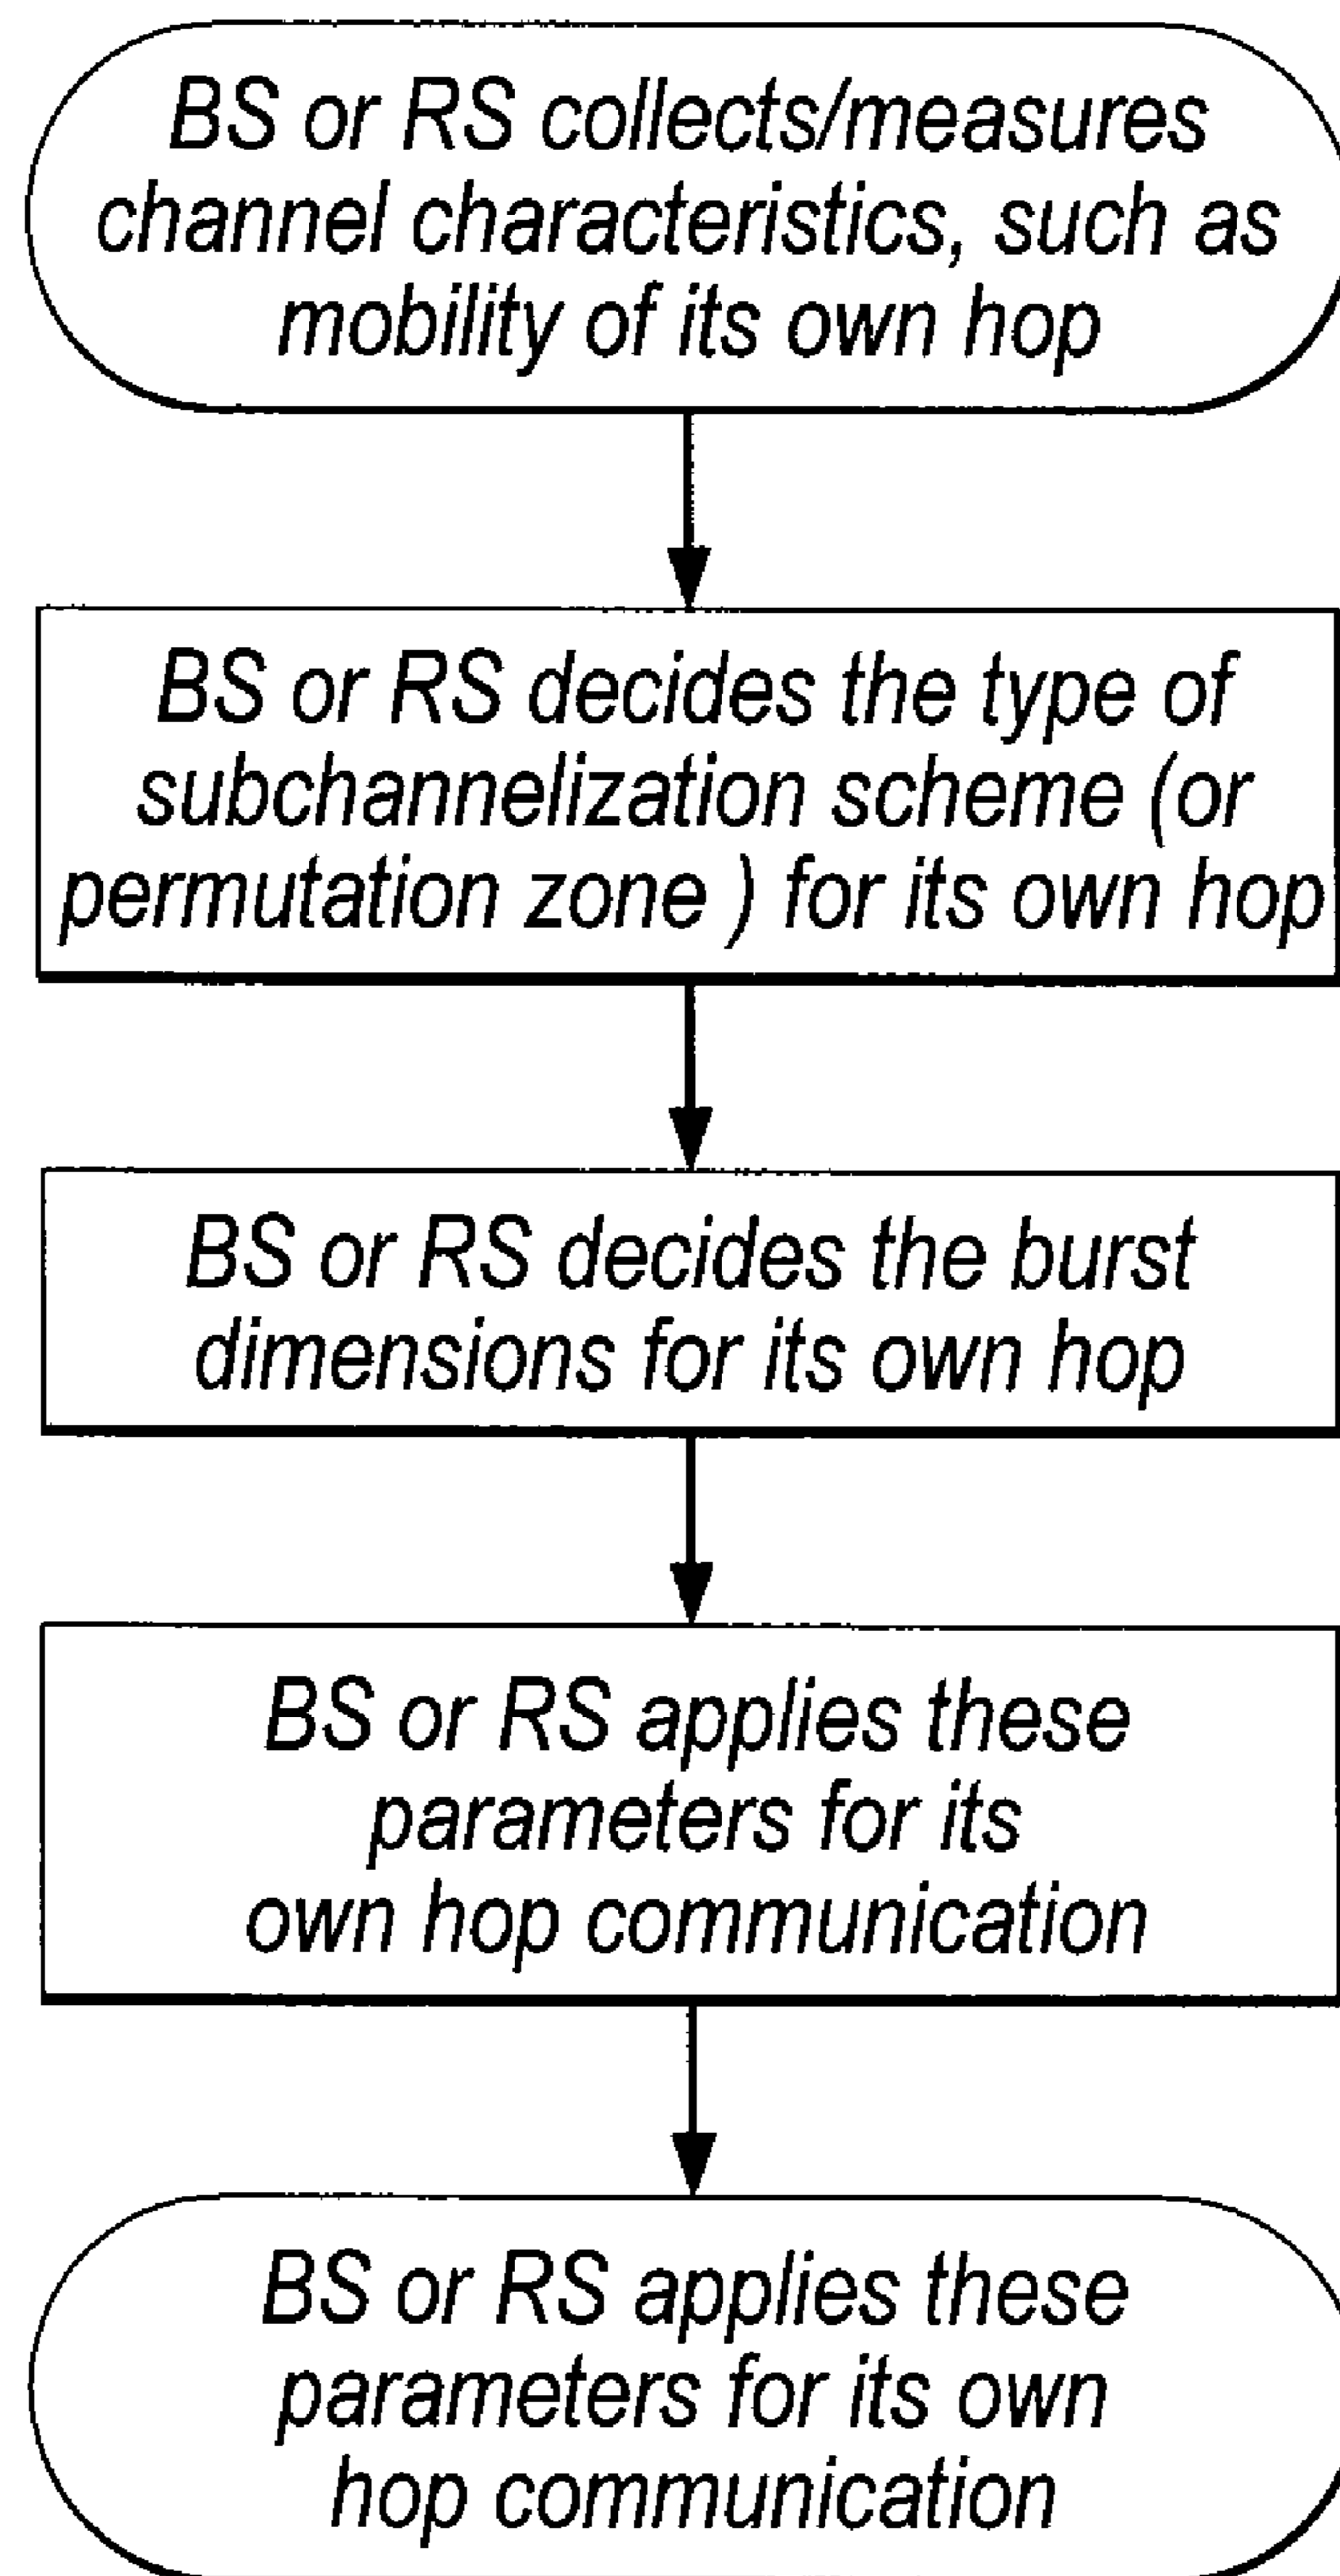 BS or RS collects/measures
channel characteristics, such as
mobility of its own hop
BS or RS decides the type of
subchannelization scheme (or
permutation zone ) for its own hop
BS or RS decides the burst
dimensions for its own hop
BS or RS applies these
parameters for its
own hop communication
BS or RS applies these
parameters for its own
hop communication